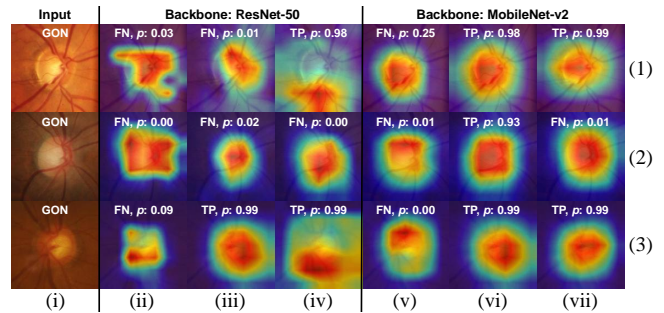 Input Backbone: ResNet-50 Backbone: MobileNet-v2
GON FN, p: 0.03 FN, p: 0.01 TP, p: 0.98 FN, p: 0.25 TP, p: 0.98 TP, p: 0.99
(1)
GON FN, p: 0.00 FN, p: 0.02 FN, p: 0.00 FN, p: 0.01 TP, p: 0.93 FN, p: 0.01
(2)
GON FN, p: 0.09 TP, p: 0.99 TP, p: 0.99 FN, p: 0.00 TP, p: 0.99 TP, p: 0.99
(3)
(i) (ii) (iii) (iv) (v) (vi) (vii)